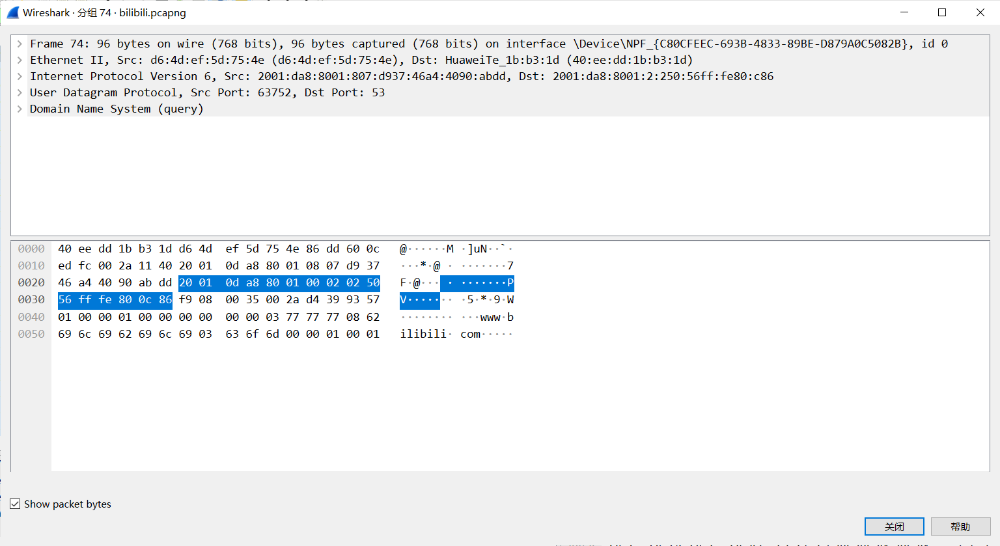 Wireshark · 分组 74 · bilibili.pcapng
Frame 74: 96 bytes on wire (768 bits), 96 bytes captured (768 bits) on interface \Device\NPF_{C80CFEEC-693B-4833-89BE-D879A0C5082B}, id 0
Ethernet II, Src: d6:4d:ef:5d:75:4e (d6:4d:ef:5d:75:4e), Dst: HuaweiTe_1b:b3:1d (40:ee:dd:1b:b3:1d)
Internet Protocol Version 6, Src: 2001:da8:8001:807:d937:46a4:4090:abdd, Dst: 2001:da8:8001:2:250:56ff:fe80:c86
User Datagram Protocol, Src Port: 63752, Dst Port: 53
Domain Name System (query)
0000 40 ee dd 1b b3 1d d6 4d ef 5d 75 4e 86 dd 60 0c @······M ·]uN··`·
0010 ed fc 00 2a 11 40 20 01 0d a8 80 01 08 07 d9 37 ···*·@ · ·······7
0020 46 a4 40 90 ab dd 20 01 0d a8 80 01 00 02 02 50 F·@··· · ·······P
0030 56 ff fe 80 0c 86 f9 08 00 35 00 2a d4 39 93 57 V······· ·5·*·9·W
0040 01 00 00 01 00 00 00 00 00 00 03 77 77 77 08 62 ········ ···www·b
0050 69 6c 69 62 69 6c 69 03 63 6f 6d 00 00 01 00 01 ilibili· com·····
Show packet bytes
关闭 帮助